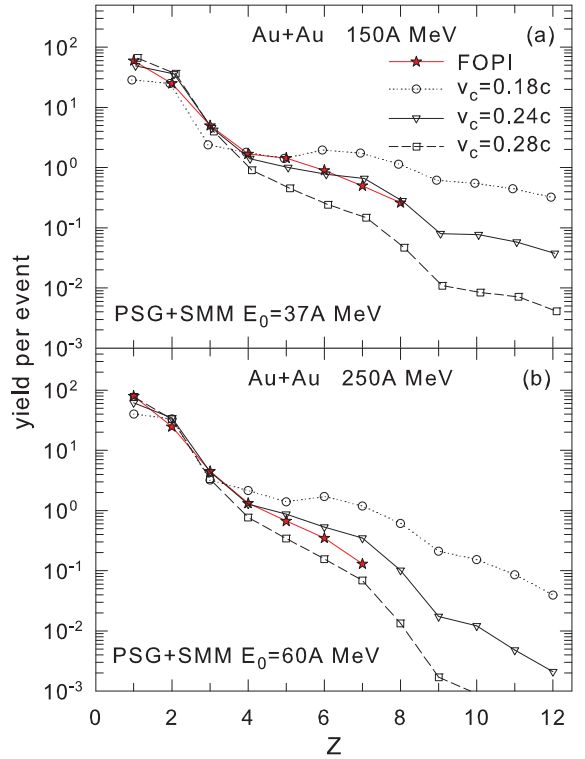 Au+Au 150A MeV (a)
FOPI
v_c=0.18c
v_c=0.24c
v_c=0.28c
10^2
10^1
10^0
10^-1
10^-2
10^-3
PSG+SMM E_0=37A MeV
yield per event
Au+Au 250A MeV (b)
10^2
10^1
10^0
10^-1
10^-2
10^-3
PSG+SMM E_0=60A MeV
0 2 4 6 8 10 12
Z